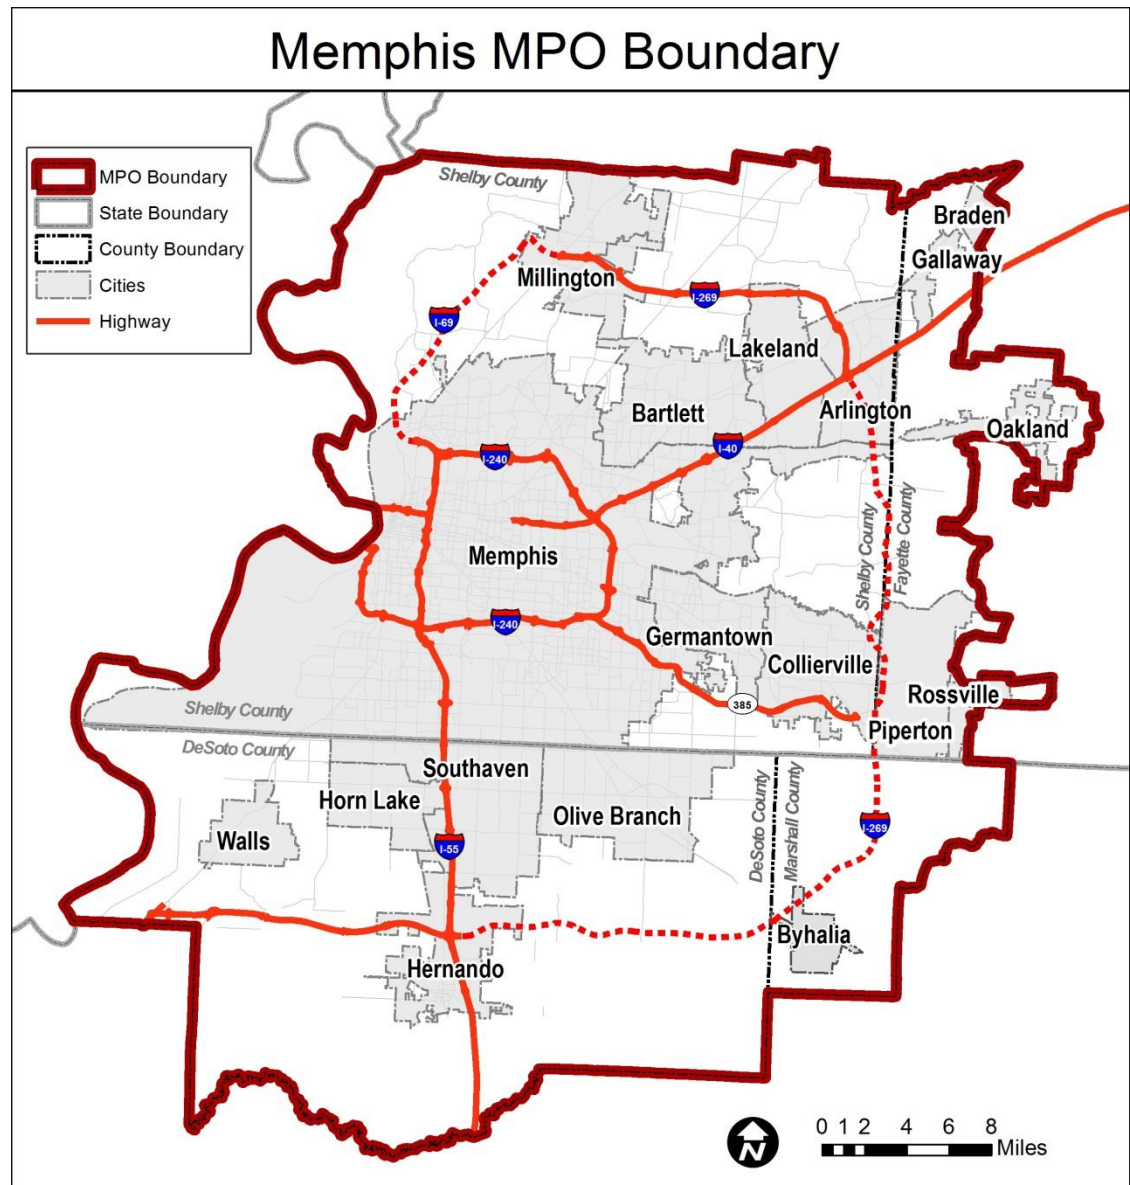 Memphis MPO Boundary
MPO Boundary
State Boundary
County Boundary
Cities
Highway
Shelby County
Braden
Gallaway
Millington
I-269
I-69
Lakeland
Bartlett
Arlington
Oakland
I-40
I-240
Shelby County
Fayette County
Memphis
I-240
Germantown
Collierville
Rossville
385
Piperton
Shelby County
DeSoto County
Southaven
Horn Lake
Olive Branch
Walls
I-55
DeSoto County
Marshall County
I-269
Byhalia
Hernando
N
0 1 2 4 6 8
Miles